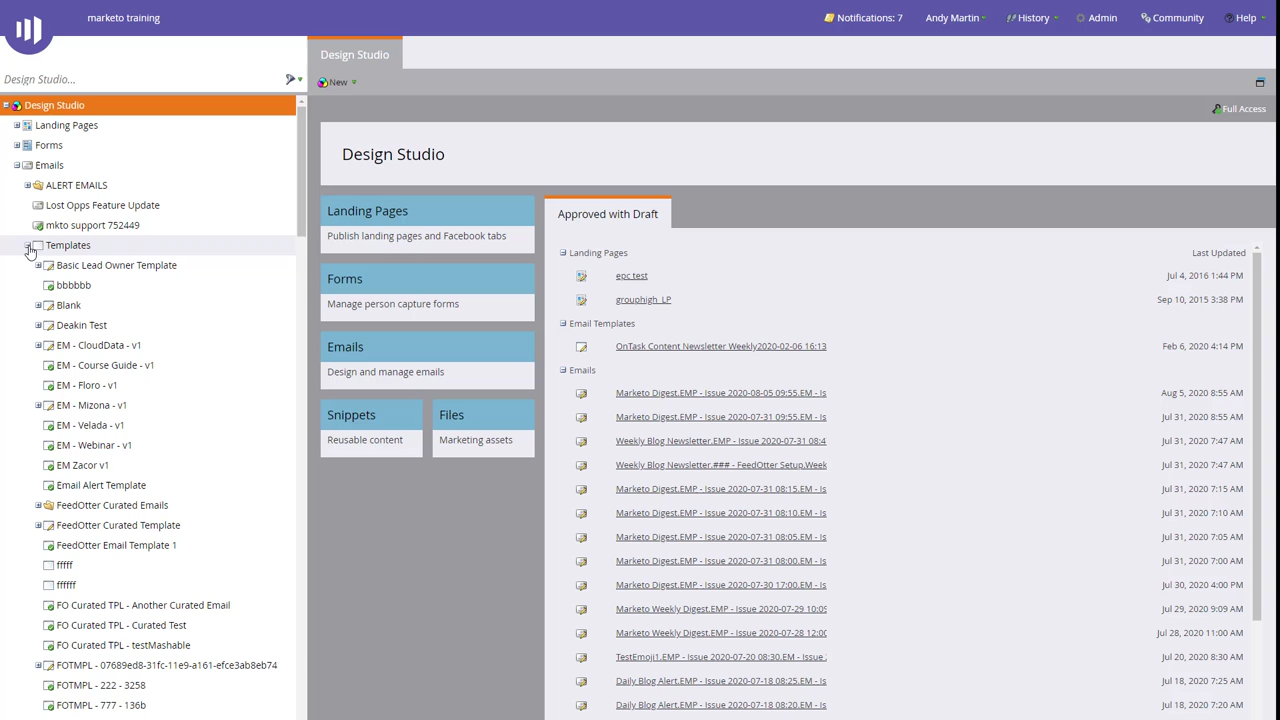 marketo training
Notifications: 7
Andy Martin
History
Admin
Community
Help
Design Studio...
Design Studio
Landing Pages
Forms
Emails
ALERT EMAILS
Lost Opps Feature Update
mkto support 752449
Templates
Basic Lead Owner Template
bbbbbb
Blank
Deakin Test
EM - CloudData - v1
EM - Course Guide - v1
EM - Floro - v1
EM - Mizona - v1
EM - Velada - v1
EM - Webinar - v1
EM Zacor v1
Email Alert Template
FeedOtter Curated Emails
FeedOtter Curated Template
FeedOtter Email Template 1
fffff
ffffff
FO Curated TPL - Another Curated Email
FO Curated TPL - Curated Test
FO Curated TPL - testMashable
FOTMPL - 07689ed8-31fc-11e9-a161-efce3ab8eb74
FOTMPL - 222 - 3258
FOTMPL - 777 - 136b
Design Studio
New
Full Access
Design Studio
Landing Pages
Publish landing pages and Facebook tabs
Forms
Manage person capture forms
Emails
Design and manage emails
Snippets
Reusable content
Files
Marketing assets
Approved with Draft
Landing Pages Last Updated
epc test Jul 4, 2016 1:44 PM
grouphigh_LP Sep 10, 2015 3:38 PM
Email Templates
OnTask Content Newsletter Weekly2020-02-06 16:13 Feb 6, 2020 4:14 PM
Emails
Marketo Digest.EMP - Issue 2020-08-05 09:55.EM - Is Aug 5, 2020 8:55 AM
Marketo Digest.EMP - Issue 2020-07-31 09:55.EM - Is Jul 31, 2020 8:55 AM
Weekly Blog Newsletter.EMP - Issue 2020-07-31 08:4 Jul 31, 2020 7:47 AM
Weekly Blog Newsletter.### - FeedOtter Setup.Week Jul 31, 2020 7:47 AM
Marketo Digest.EMP - Issue 2020-07-31 08:15.EM - Is Jul 31, 2020 7:15 AM
Marketo Digest.EMP - Issue 2020-07-31 08:10.EM - Is Jul 31, 2020 7:10 AM
Marketo Digest.EMP - Issue 2020-07-31 08:05.EM - Is Jul 31, 2020 7:05 AM
Marketo Digest.EMP - Issue 2020-07-31 08:00.EM - Is Jul 31, 2020 7:00 AM
Marketo Digest.EMP - Issue 2020-07-30 17:00.EM - Is Jul 30, 2020 4:00 PM
Marketo Weekly Digest.EMP - Issue 2020-07-29 10:09 Jul 29, 2020 9:09 AM
Marketo Weekly Digest.EMP - Issue 2020-07-28 12:00 Jul 28, 2020 11:00 AM
TestEmoji1.EMP - Issue 2020-07-20 08:30.EM - Issue Jul 20, 2020 8:30 AM
Daily Blog Alert.EMP - Issue 2020-07-18 08:25.EM - Is Jul 18, 2020 7:25 AM
Daily Blog Alert.EMP - Issue 2020-07-18 08:20.EM - Is Jul 18, 2020 7:20 AM